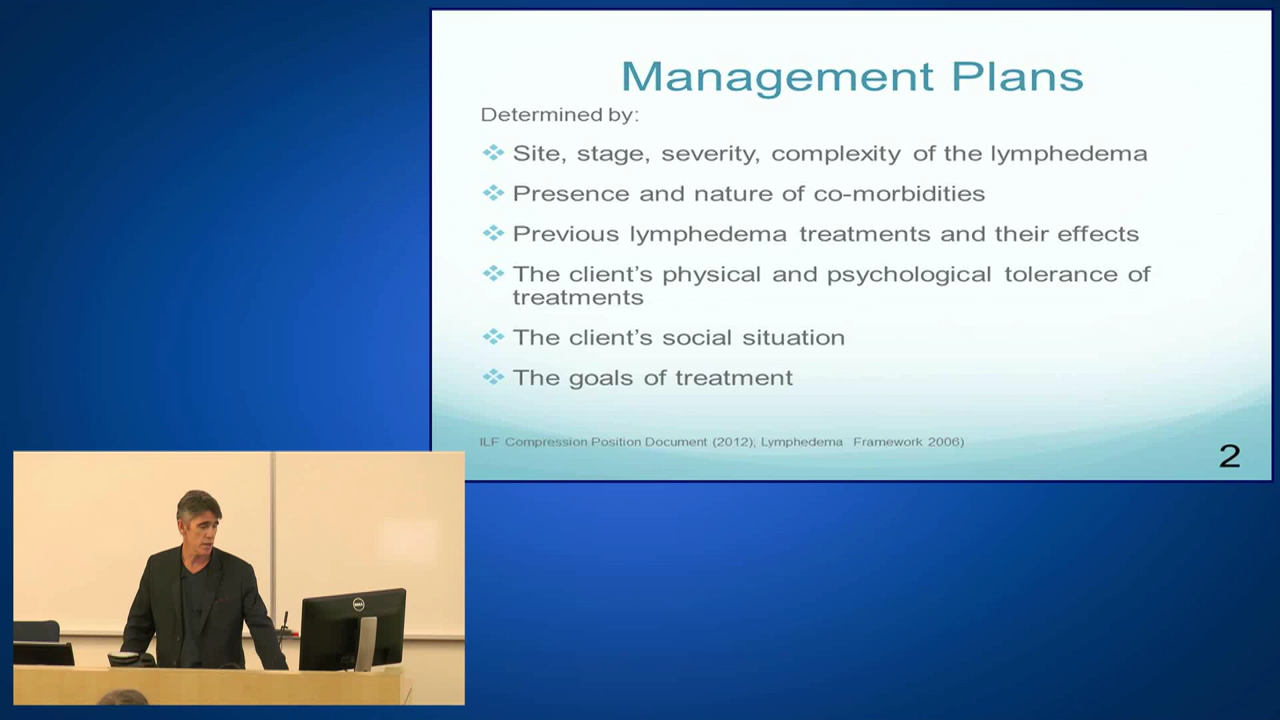 Management Plans
Determined by:
Site, stage, severity, complexity of the lymphedema
Presence and nature of co-morbidities
Previous lymphedema treatments and their effects
The client's physical and psychological tolerance of
treatments
The client's social situation
The goals of treatment
ILF Compression Position Document (2012); Lymphedema Framework 2006)
2
DELL